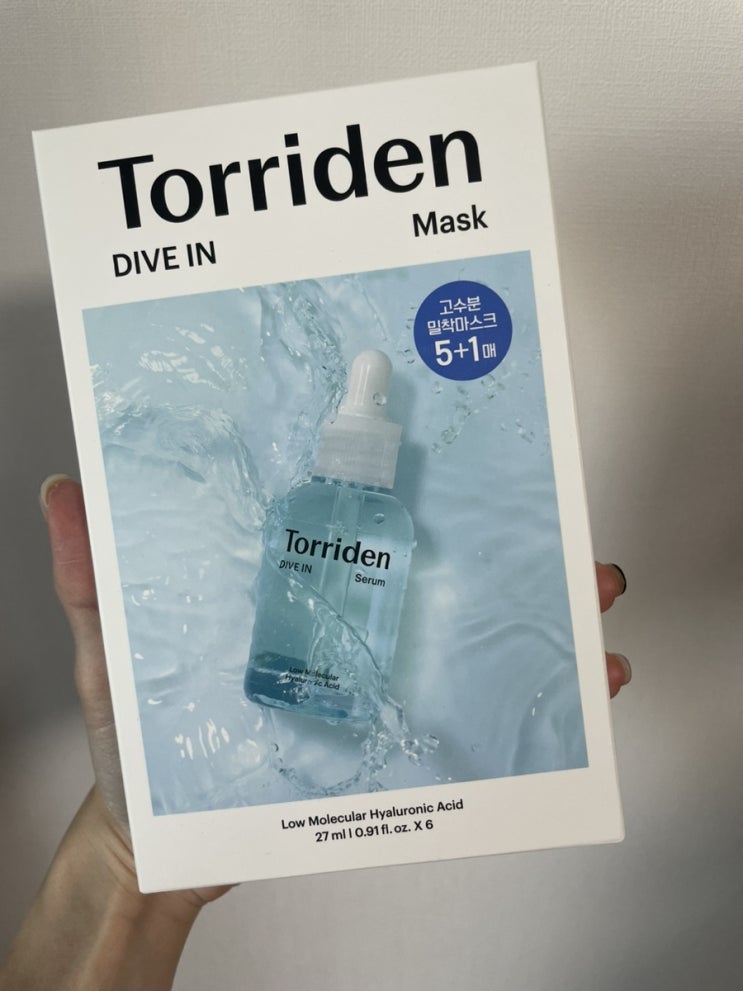 Torriden
DIVE IN
Mask
고수분
밀착마스크
5+1매
Torriden
DIVE IN
Serum
Low Molecular
Hyaluronic Acid
Low Molecular Hyaluronic Acid
27 ml | 0.91 fl. oz. X 6